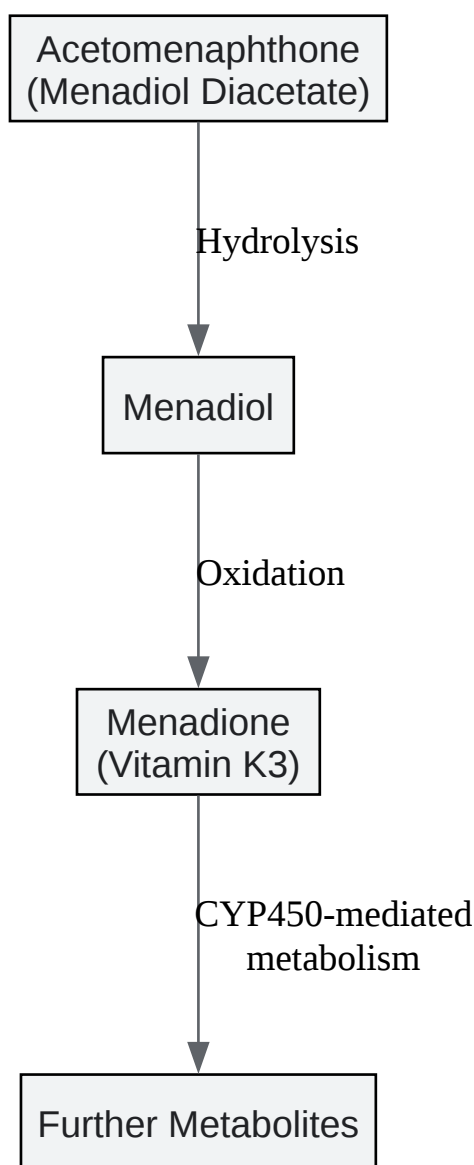 Acetomenaphthone
(Menadiol Diacetate)
Hydrolysis
Menadiol
Oxidation
Menadione
(Vitamin K3)
CYP450-mediated
metabolism
Further Metabolites